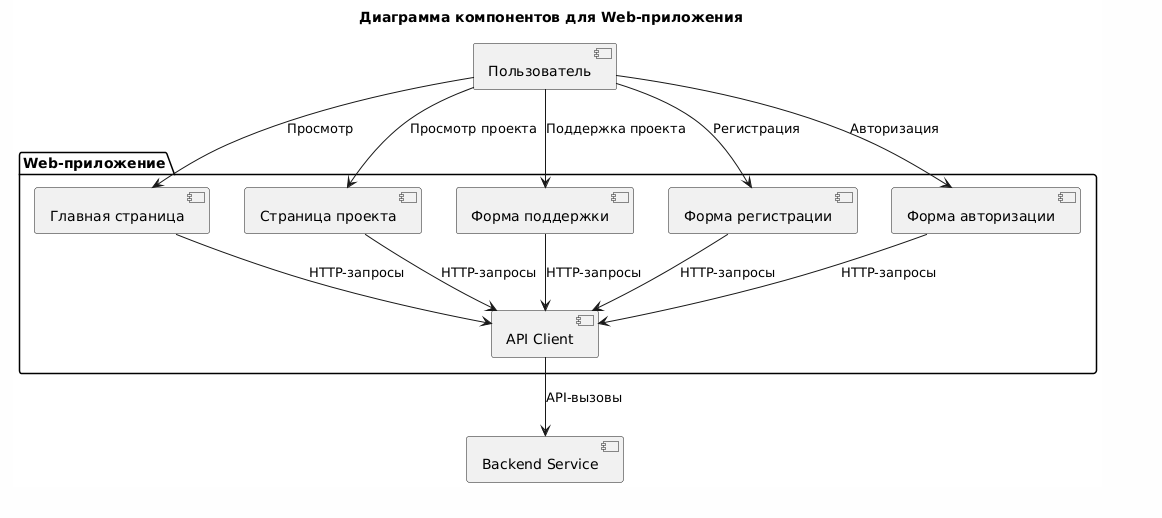 Диаграмма компонентов для Web-приложения
Пользователь
Просмотр
Просмотр проекта
Поддержка проекта
Регистрация
Авторизация
Web-приложение
Главная страница
Страница проекта
Форма поддержки
Форма регистрации
Форма авторизации
HTTP-запросы
HTTP-запросы
HTTP-запросы
HTTP-запросы
HTTP-запросы
API Client
API-вызовы
Backend Service